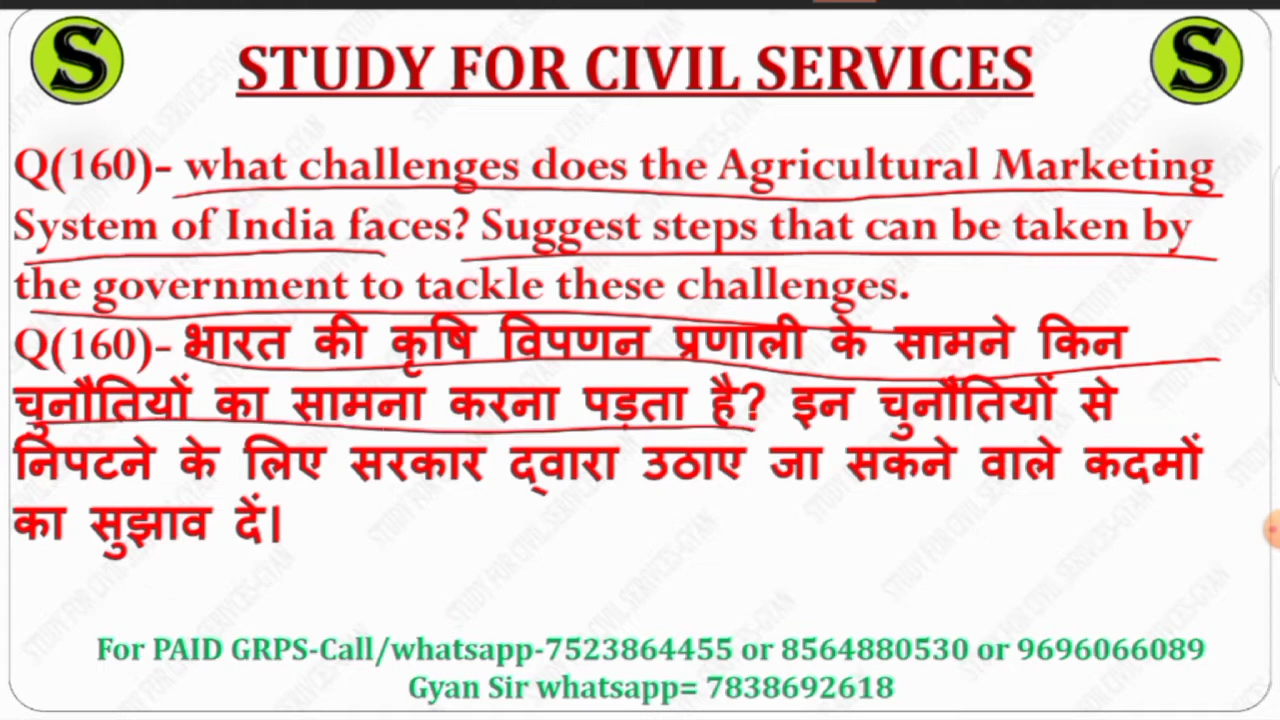 S STUDY FOR CIVIL SERVICES S
Q(160)- what challenges does the Agricultural Marketing
System of India faces? Suggest steps that can be taken by
the government to tackle these challenges.
Q(160)- भारत की कृषि विपणन प्रणाली के सामने किन
चुनौतियों का सामना करना पड़ता है? इन चुनौतियों से
निपटने के लिए सरकार द्वारा उठाए जा सकने वाले कदमों
का सुझाव दें।
For PAID GRPS-Call/whatsapp-7523864455 or 8564880530 or 9696066089
Gyan Sir whatsapp= 7838692618